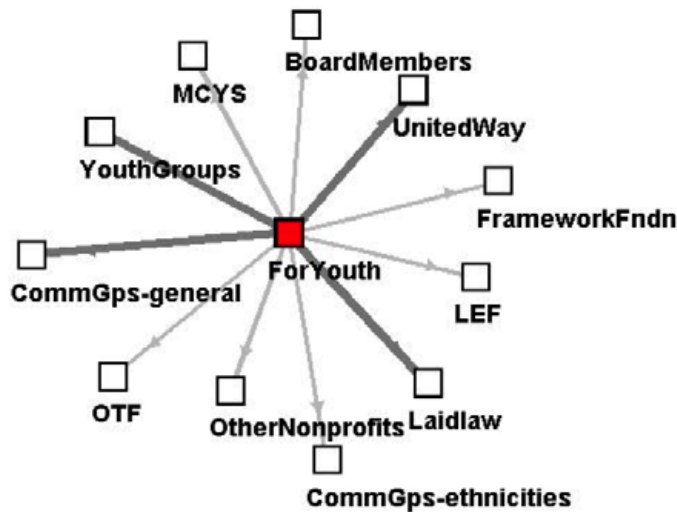 BoardMembers
MCYS
UnitedWay
YouthGroups
FrameworkFndn
ForYouth
CommGps-general
LEF
OTF
OtherNonprofits
Laidlaw
CommGps-ethnicities